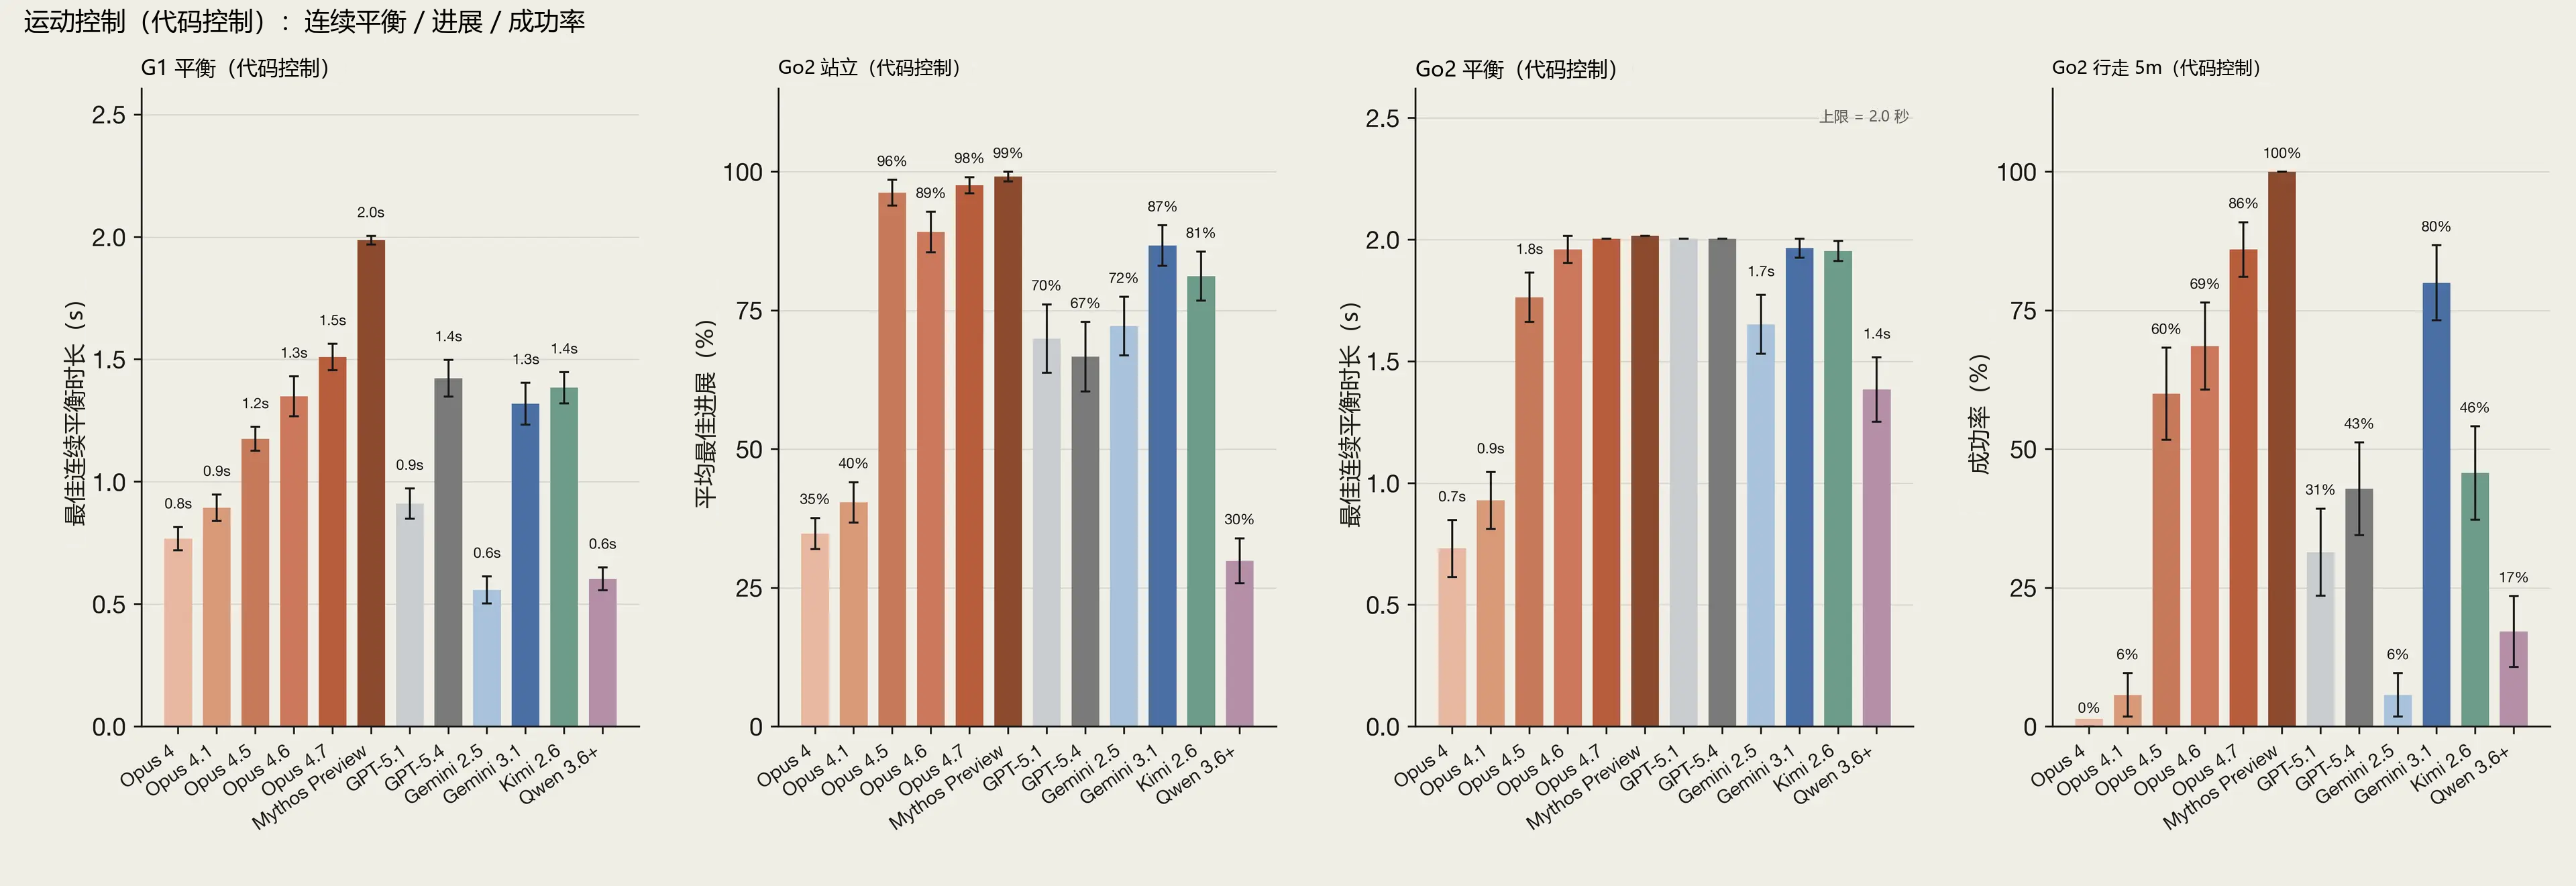 运动控制（代码控制）：连续平衡 / 进展 / 成功率
G1 平衡（代码控制）
最佳连续平衡时长（s）
2.5
2.0
1.5
1.0
0.5
0.0
0.8s
0.9s
1.2s
1.3s
1.5s
2.0s
0.9s
1.4s
0.6s
1.3s
1.4s
0.6s
Opus 4
Opus 4.1
Opus 4.5
Opus 4.6
Opus 4.7
Mythos Preview
GPT-5.1
GPT-5.4
Gemini 2.5
Gemini 3.1
Kimi 2.6
Qwen 3.6+
Go2 站立（代码控制）
平均最佳进展（%）
100
75
50
25
0
35%
40%
96%
89%
98%
99%
70%
67%
72%
87%
81%
30%
Opus 4
Opus 4.1
Opus 4.5
Opus 4.6
Opus 4.7
Mythos Preview
GPT-5.1
GPT-5.4
Gemini 2.5
Gemini 3.1
Kimi 2.6
Qwen 3.6+
Go2 平衡（代码控制）
最佳连续平衡时长（s）
上限 = 2.0 秒
2.5
2.0
1.5
1.0
0.5
0.0
0.7s
0.9s
1.8s
1.7s
1.4s
Opus 4
Opus 4.1
Opus 4.5
Opus 4.6
Opus 4.7
Mythos Preview
GPT-5.1
GPT-5.4
Gemini 2.5
Gemini 3.1
Kimi 2.6
Qwen 3.6+
Go2 行走 5m（代码控制）
成功率（%）
100
75
50
25
0
0%
6%
60%
69%
86%
100%
31%
43%
6%
80%
46%
17%
Opus 4
Opus 4.1
Opus 4.5
Opus 4.6
Opus 4.7
Mythos Preview
GPT-5.1
GPT-5.4
Gemini 2.5
Gemini 3.1
Kimi 2.6
Qwen 3.6+